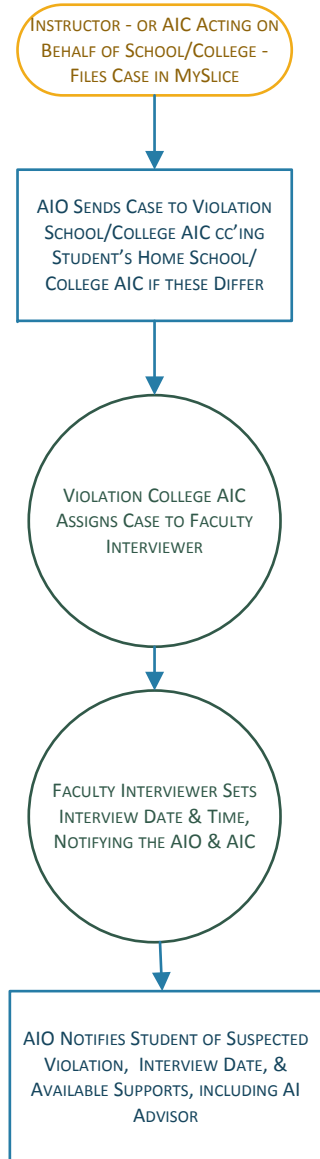 Instructor - or AIC Acting on
Behalf of School/College -
Files Case in MySlice
AIO Sends Case to Violation
School/College AIC cc'ing
Student's Home School/
College AIC if these Differ
Violation College AIC
Assigns Case to Faculty
Interviewer
Faculty Interviewer Sets
Interview Date & Time,
Notifying the AIO & AIC
AIO Notifies Student of Suspected
Violation, Interview Date, &
Available Supports, including AI
Advisor